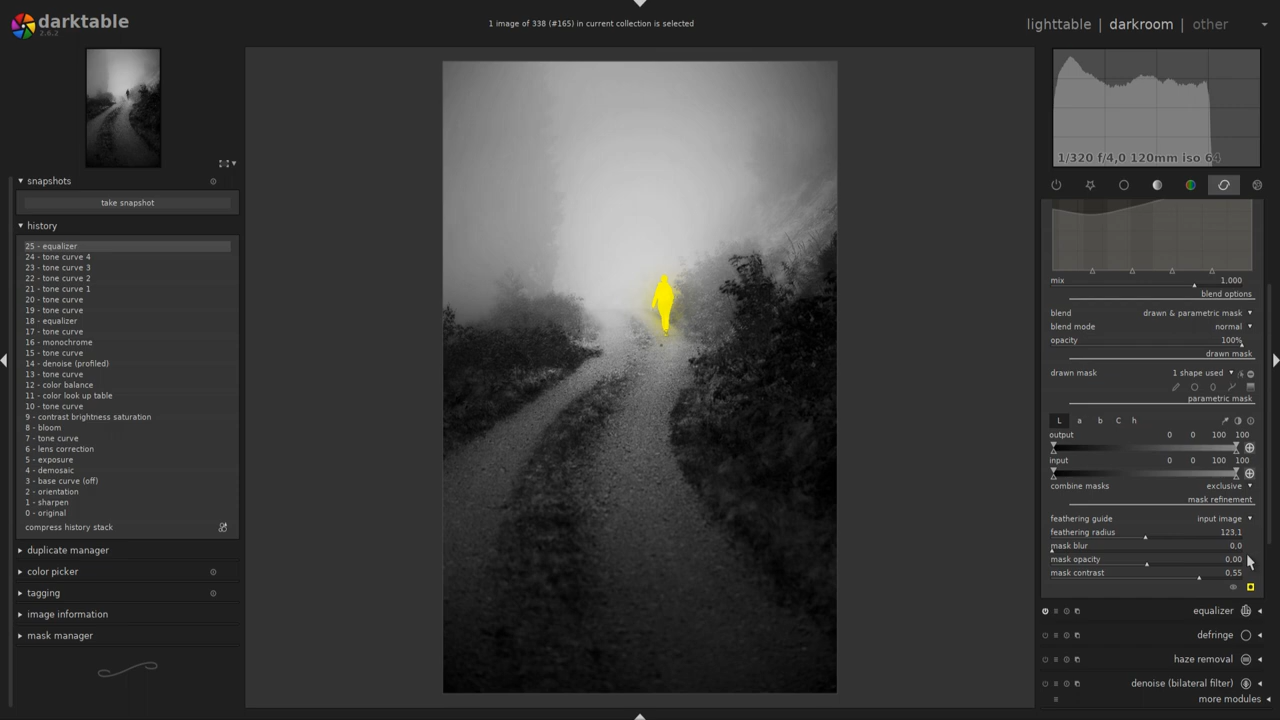 darktable
2.6.2
1 image of 338 (#165) in current collection is selected
lighttable | darkroom | other
1/320 f/4,0 120mm iso 64
snapshots
take snapshot
history
25 - equalizer
24 - tone curve 4
23 - tone curve 3
22 - tone curve 2
21 - tone curve 1
20 - tone curve
19 - tone curve
18 - equalizer
17 - tone curve
16 - monochrome
15 - tone curve
14 - denoise (profiled)
13 - tone curve
12 - color balance
11 - color look up table
10 - tone curve
9 - contrast brightness saturation
8 - bloom
7 - tone curve
6 - lens correction
5 - exposure
4 - demosaic
3 - base curve (off)
2 - orientation
1 - sharpen
0 - original
compress history stack
duplicate manager
color picker
tagging
image information
mask manager
mix 1,000
blend options
blend drawn & parametric mask
blend mode normal
opacity 100%
drawn mask
drawn mask 1 shape used
parametric mask
L a b C h
output 0 0 100 100
input 0 0 100 100
combine masks exclusive
mask refinement
feathering guide input image
feathering radius 123.1
mask blur 0.0
mask opacity 0,00
mask contrast 0,55
equalizer
defringe
haze removal
denoise (bilateral filter)
more modules